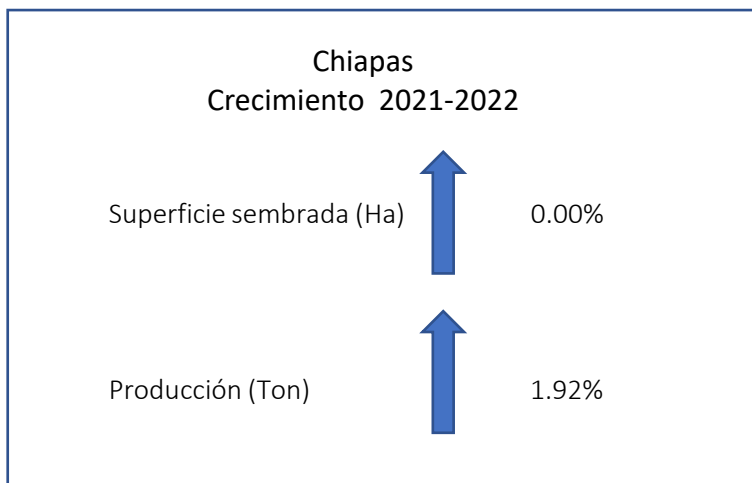 Chiapas
Crecimiento 2021-2022
Superficie sembrada (Ha) 0.00%
Producción (Ton) 1.92%